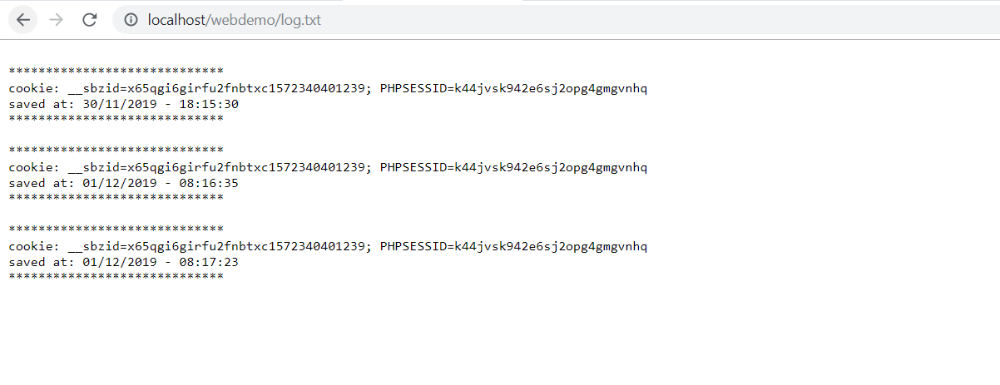 localhost/webdemo/log.txt
*****************************
cookie: __sbzid=x65qgi6girfu2fnbtxc1572340401239; PHPSESSID=k44jvsk942e6sj2opg4gmgvnhq
saved at: 30/11/2019 - 18:15:30
*****************************
*****************************
cookie: __sbzid=x65qgi6girfu2fnbtxc1572340401239; PHPSESSID=k44jvsk942e6sj2opg4gmgvnhq
saved at: 01/12/2019 - 08:16:35
*****************************
*****************************
cookie: __sbzid=x65qgi6girfu2fnbtxc1572340401239; PHPSESSID=k44jvsk942e6sj2opg4gmgvnhq
saved at: 01/12/2019 - 08:17:23
*****************************